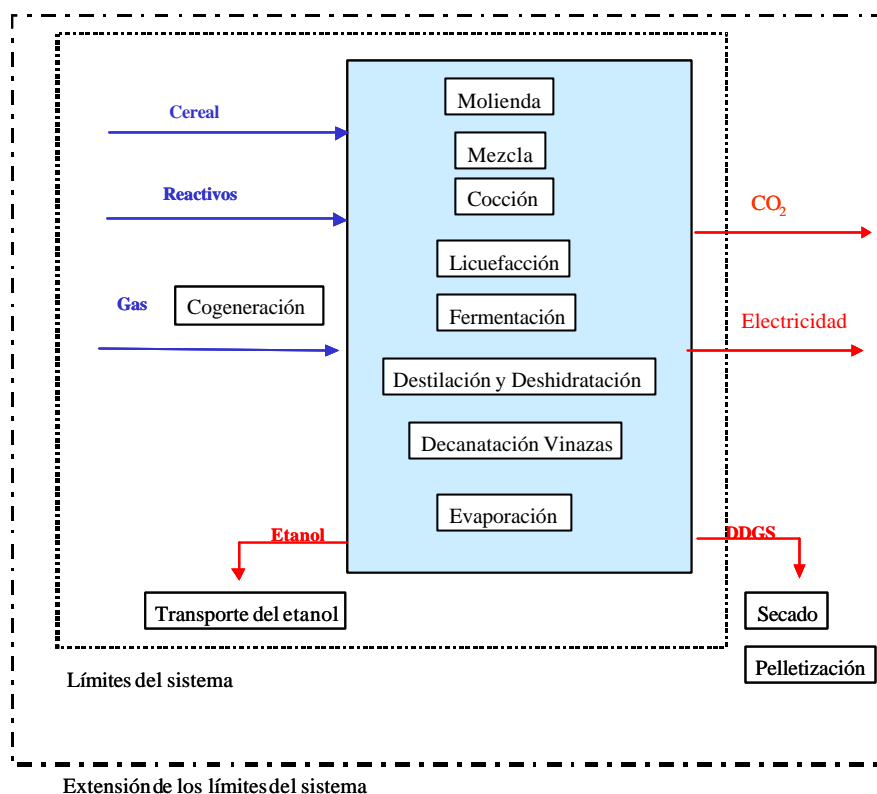 Molienda
Cereal
Mezcla
Reactivos
Cocción
CO2
Licuefacción
Gas
Cogeneración
Fermentación
Electricidad
Destilación y Deshidratación
Decanatación Vinazas
Evaporación
Etanol
DDGS
Transporte del etanol
Secado
Pelletización
Límites del sistema
Extensión de los límites del sistema